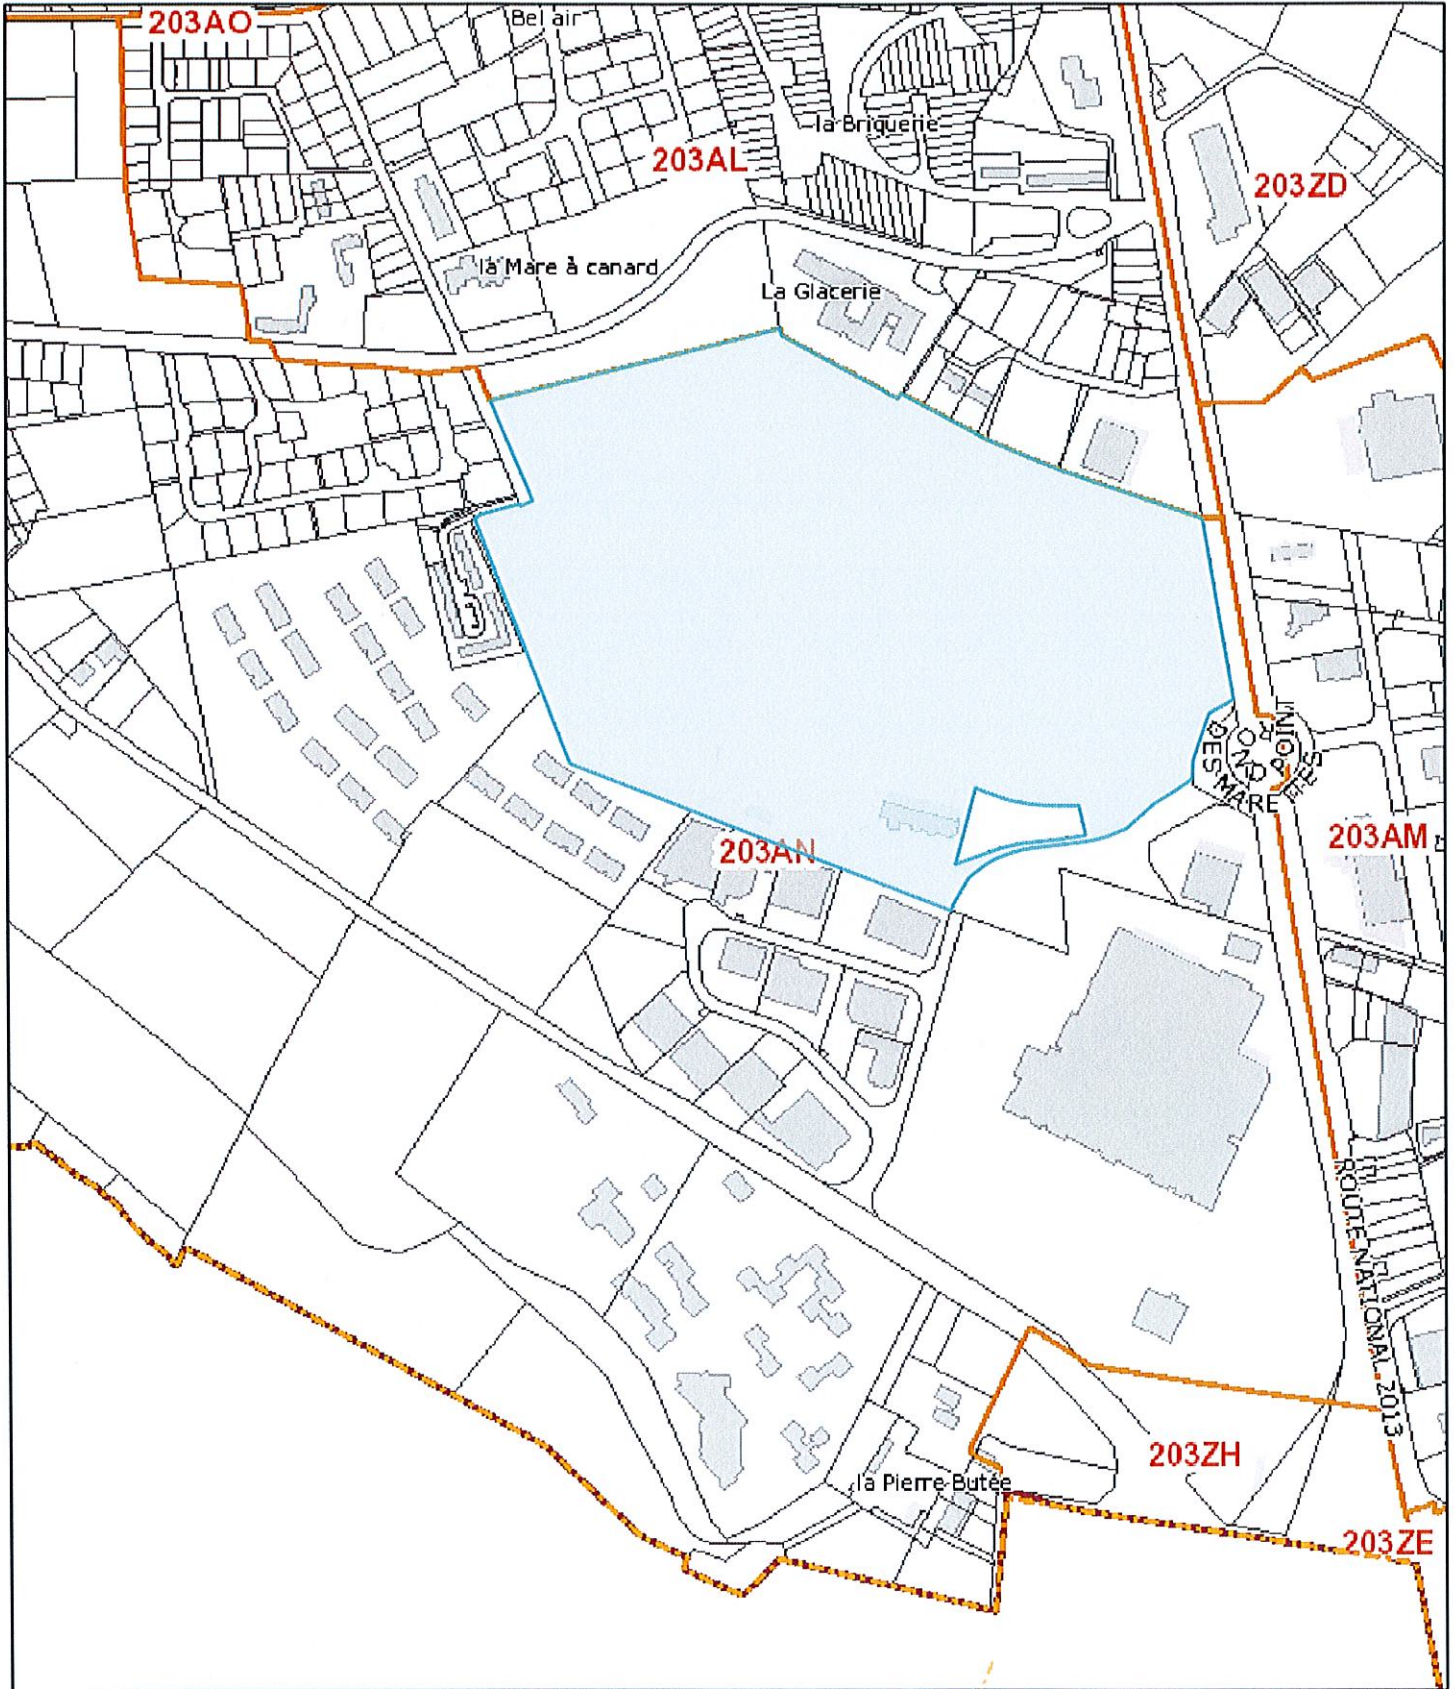 203AO
Bel air
la Briquerie
203AL
203ZD
la Mare à canard
La Glacerie
ROND POINT
DES MARETTES
203AN
203AM
ROUTE NATIONAL 2013
203ZH
la Pierre Butée
203ZE